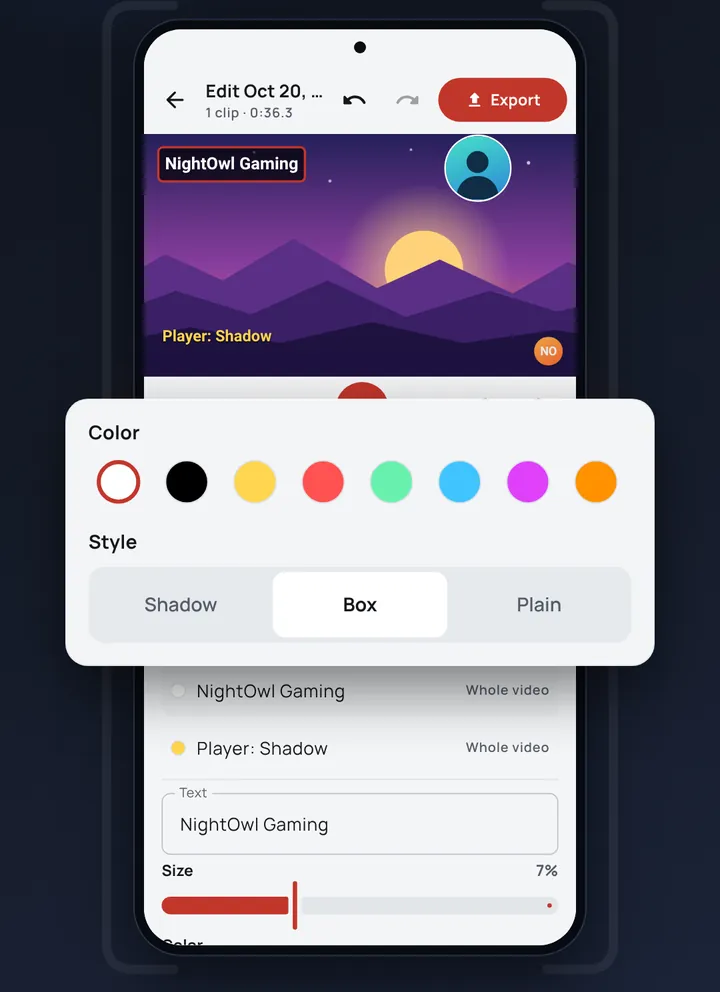 Edit Oct 20, ...
1 clip · 0:36.3
Export
NightOwl Gaming
Player: Shadow
NO
Color
Style
Shadow
Box
Plain
NightOwl Gaming
Whole video
Player: Shadow
Whole video
Text
NightOwl Gaming
Size
7%
Color